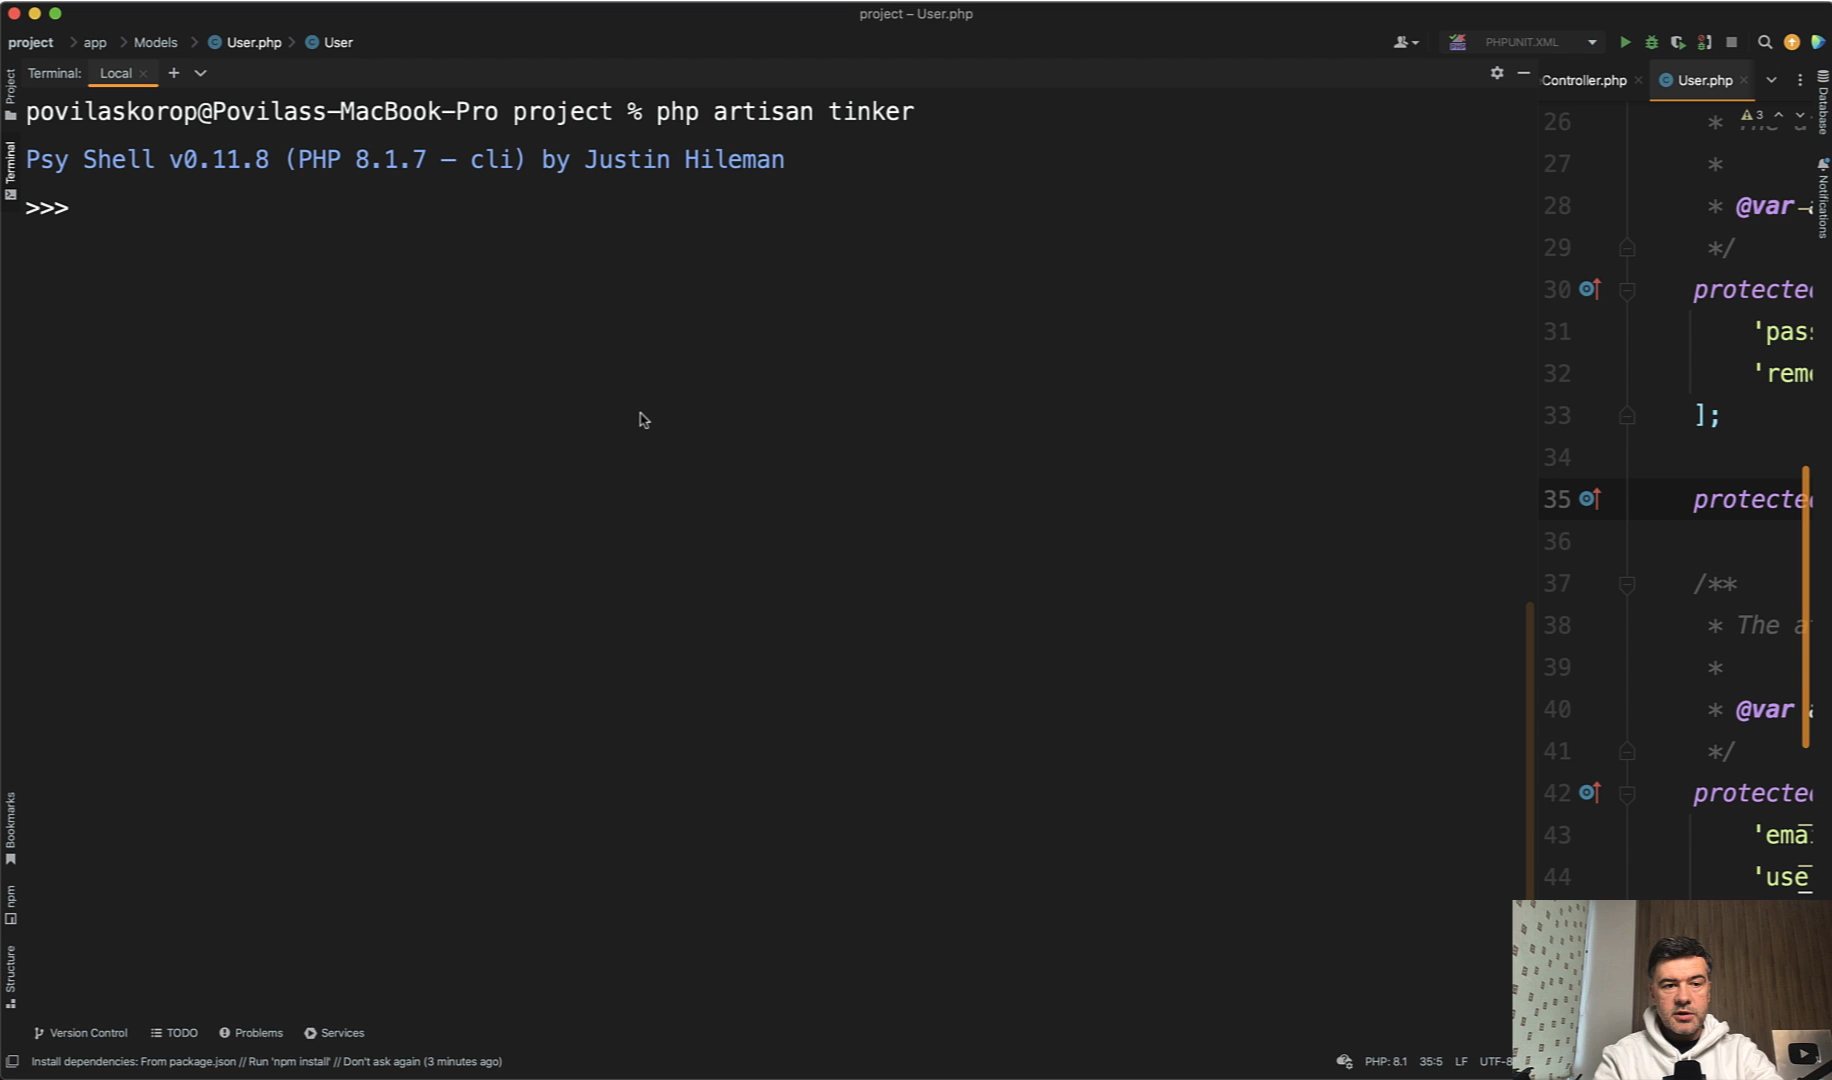 project – User.php
project
app
Models
User.php
User
PHPUNIT.XML
Terminal:
Local
Controller.php
User.php
povilaskorop@Povilass-MacBook-Pro project % php artisan tinker
Psy Shell v0.11.8 (PHP 8.1.7 — cli) by Justin Hileman
>>>
Project
Terminal
Bookmarks
npm
Structure
Database
Notifications
3
26 * The a
27 *
28 * @var
29 */
30 protected
31 'pass
32 'reme
33 ];
34
35 protected
36
37 /**
38 * The a
39 *
40 * @var
41 */
42 protected
43 'emai
44 'use
Version Control
TODO
Problems
Services
Install dependencies: From package.json // Run 'npm install' // Don't ask again (3 minutes ago)
PHP: 8.1
35:5
LF
UTF-8